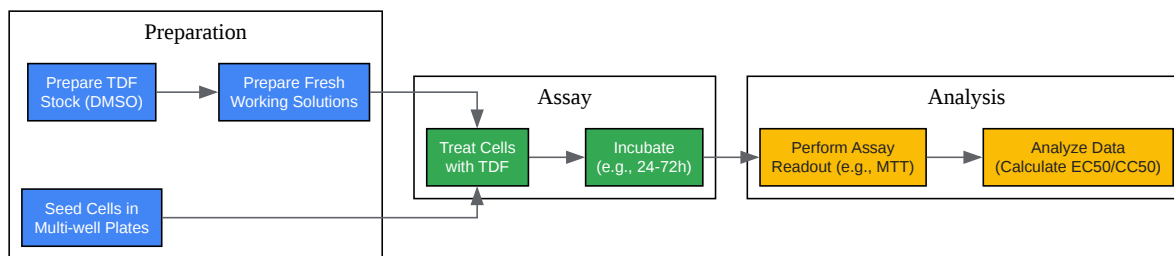 Preparation
Prepare TDF
Stock (DMSO)
Prepare Fresh
Working Solutions
Seed Cells in
Multi-well Plates
Assay
Treat Cells
with TDF
Incubate
(e.g., 24-72h)
Analysis
Perform Assay
Readout (e.g., MTT)
Analyze Data
(Calculate EC50/CC50)